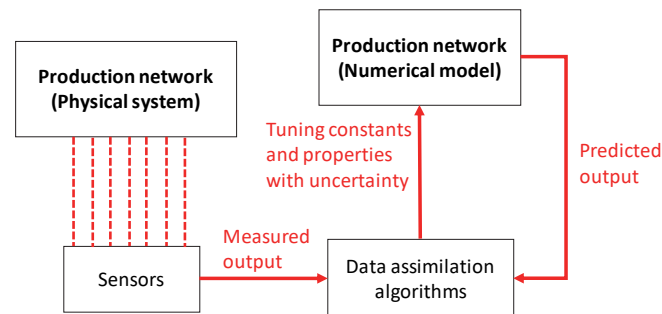 Production network
(Physical system)
Production network
(Numerical model)
Tuning constants
and properties
with uncertainty
Predicted
output
Measured
output
Sensors
Data assimilation
algorithms